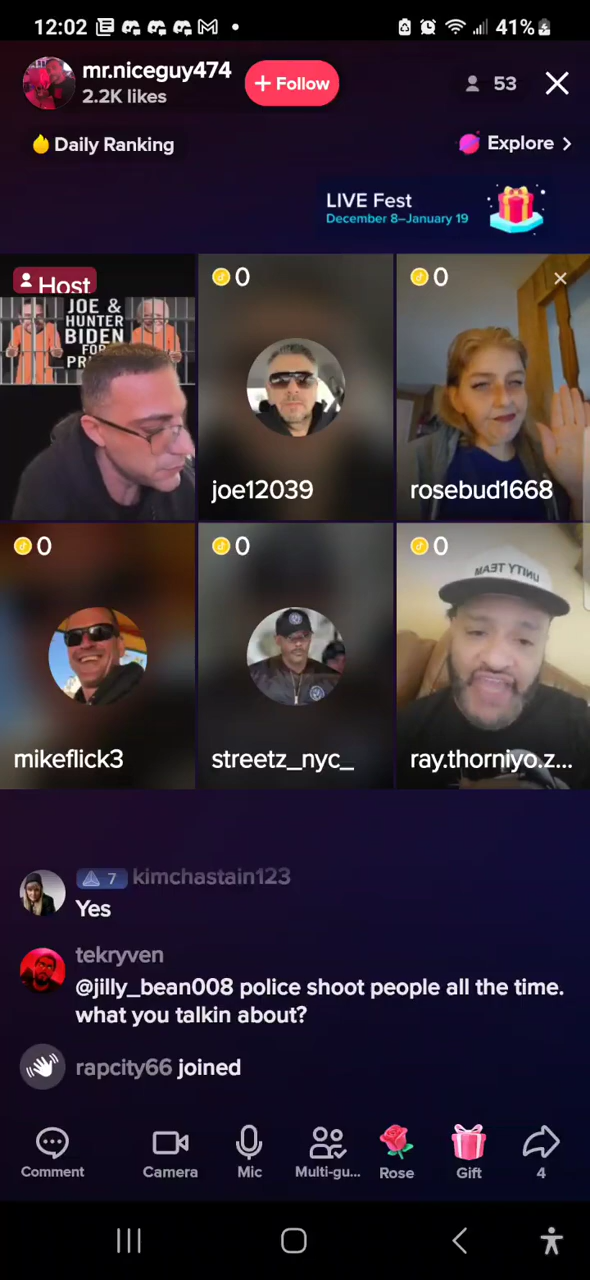 12:02 41%
mr.niceguy474
2.2K likes
+ Follow
53
Daily Ranking
Explore >
LIVE Fest
December 8–January 19
Host
JOE &
HUNTER
BIDEN
FOR
0
joe12039
0
rosebud1668
0
mikeflick3
0
streetz_nyc_
0
UNITY TEAM
ray.thorniyo.z...
7 kimchastain123
Yes
tekryven
@jilly_bean008 police shoot people all the time.
what you talkin about?
rapcity66 joined
Comment
Camera
Mic
Multi-gu...
Rose
Gift
4